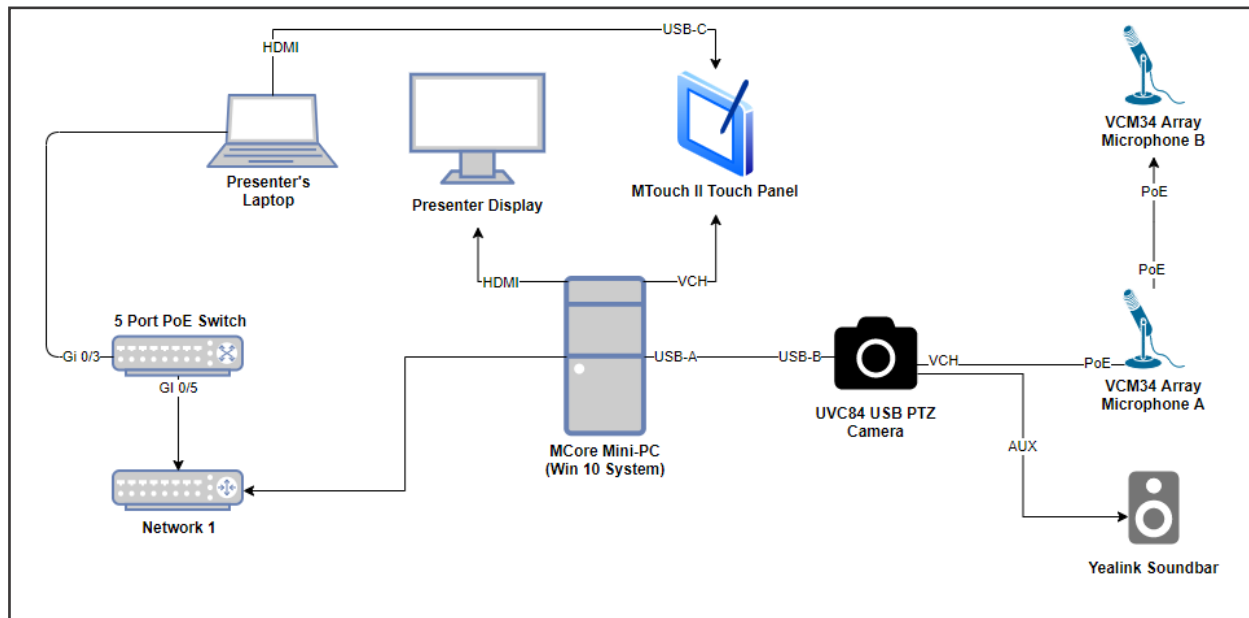 USB-C
HDMI
VCM34 Array
Microphone B
Presenter's
Laptop
Presenter Display
MTouch II Touch Panel
PoE
PoE
HDMI
VCH
5 Port PoE Switch
Gi 0/3
GI 0/5
USB-A
USB-B
VCH
PoE
VCM34 Array
Microphone A
UVC84 USB PTZ
Camera
MCore Mini-PC
(Win 10 System)
AUX
Network 1
Yealink Soundbar